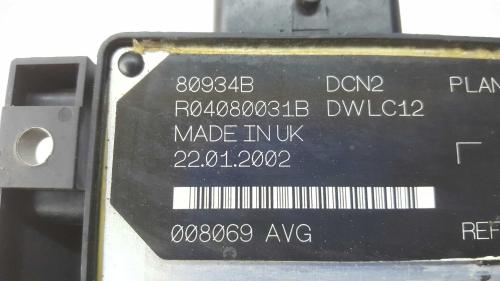 80934B DCN2 PLAN
R04080031B DWLC12
MADE IN UK
22.01.2002
008069 AVG REF